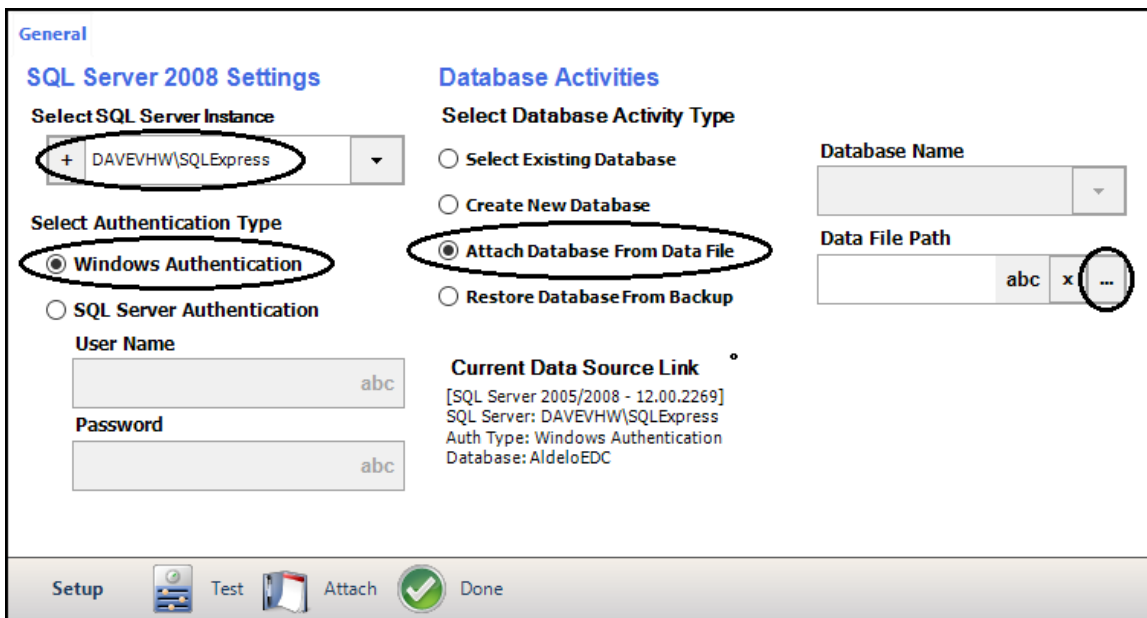 General
SQL Server 2008 Settings
Select SQL Server Instance
+ DAVEVHW\SQLExpress
Select Authentication Type
Windows Authentication
SQL Server Authentication
User Name
abc
Password
abc
Database Activities
Select Database Activity Type
Select Existing Database
Create New Database
Attach Database From Data File
Restore Database From Backup
Database Name
Data File Path
abc x ...
Current Data Source Link
[SQL Server 2005/2008 - 12.00.2269]
SQL Server: DAVEVHW\SQLExpress
Auth Type: Windows Authentication
Database: AldeloEDC
Setup Test Attach Done